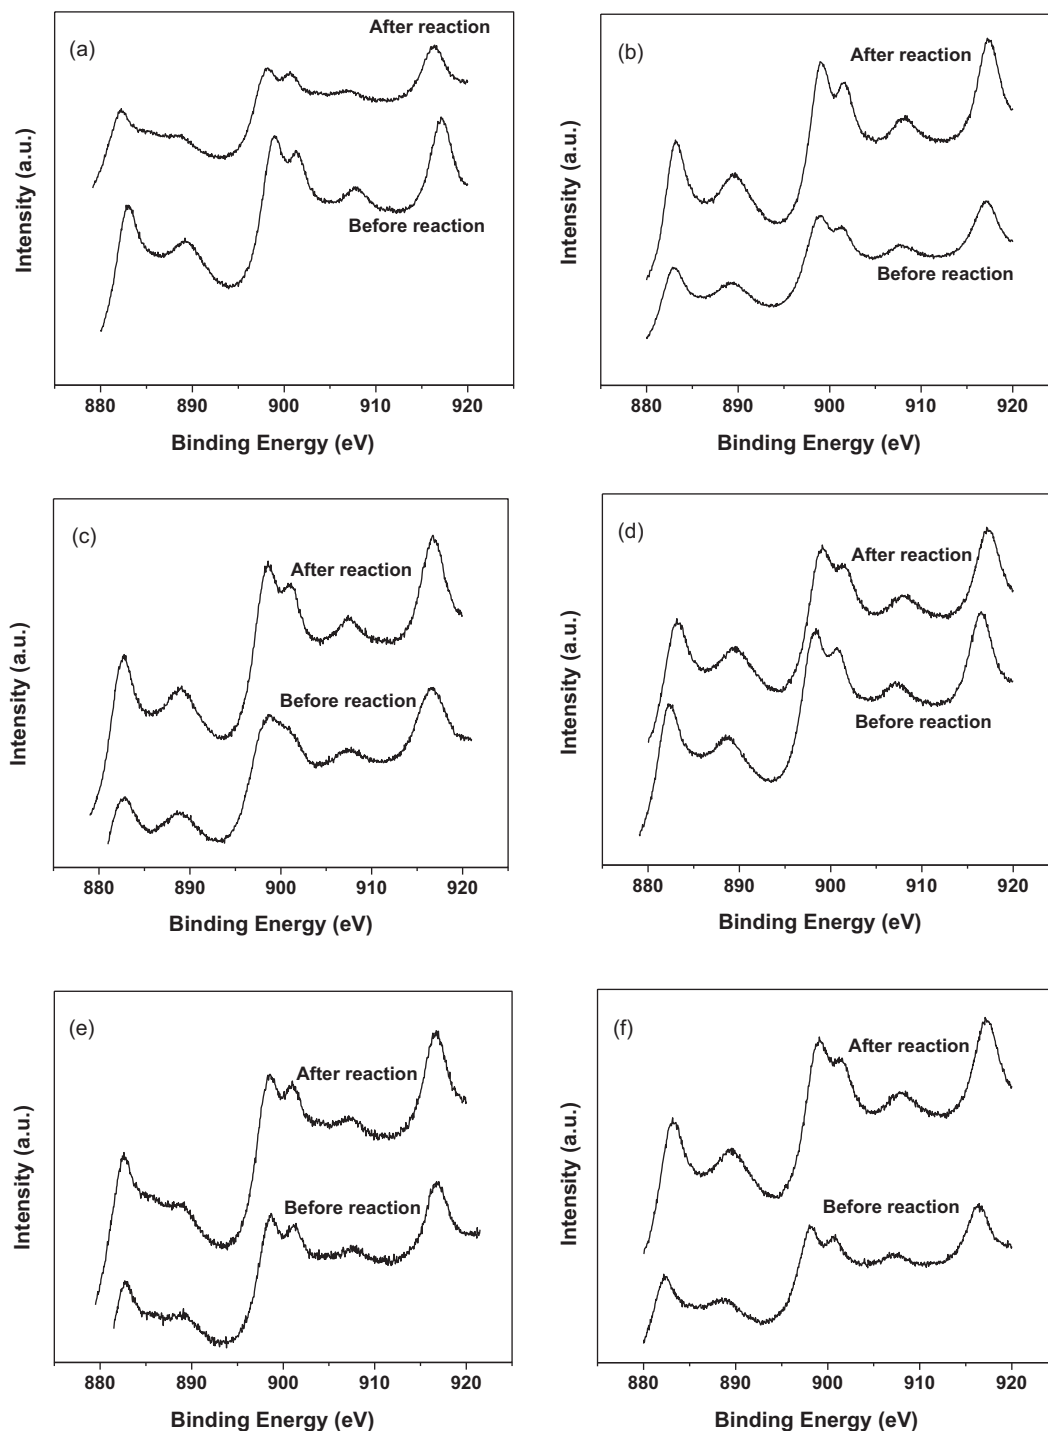 (a)
After reaction
Before reaction
Intensity (a.u.)
880 890 900 910 920
Binding Energy (eV)
(b)
After reaction
Before reaction
Intensity (a.u.)
880 890 900 910 920
Binding Energy (eV)
(c)
After reaction
Before reaction
Intensity (a.u.)
880 890 900 910 920
Binding Energy (eV)
(d)
After reaction
Before reaction
Intensity (a.u.)
880 890 900 910 920
Binding Energy (eV)
(e)
After reaction
Before reaction
Intensity (a.u.)
880 890 900 910 920
Binding Energy (eV)
(f)
After reaction
Before reaction
Intensity (a.u.)
880 890 900 910 920
Binding Energy (eV)